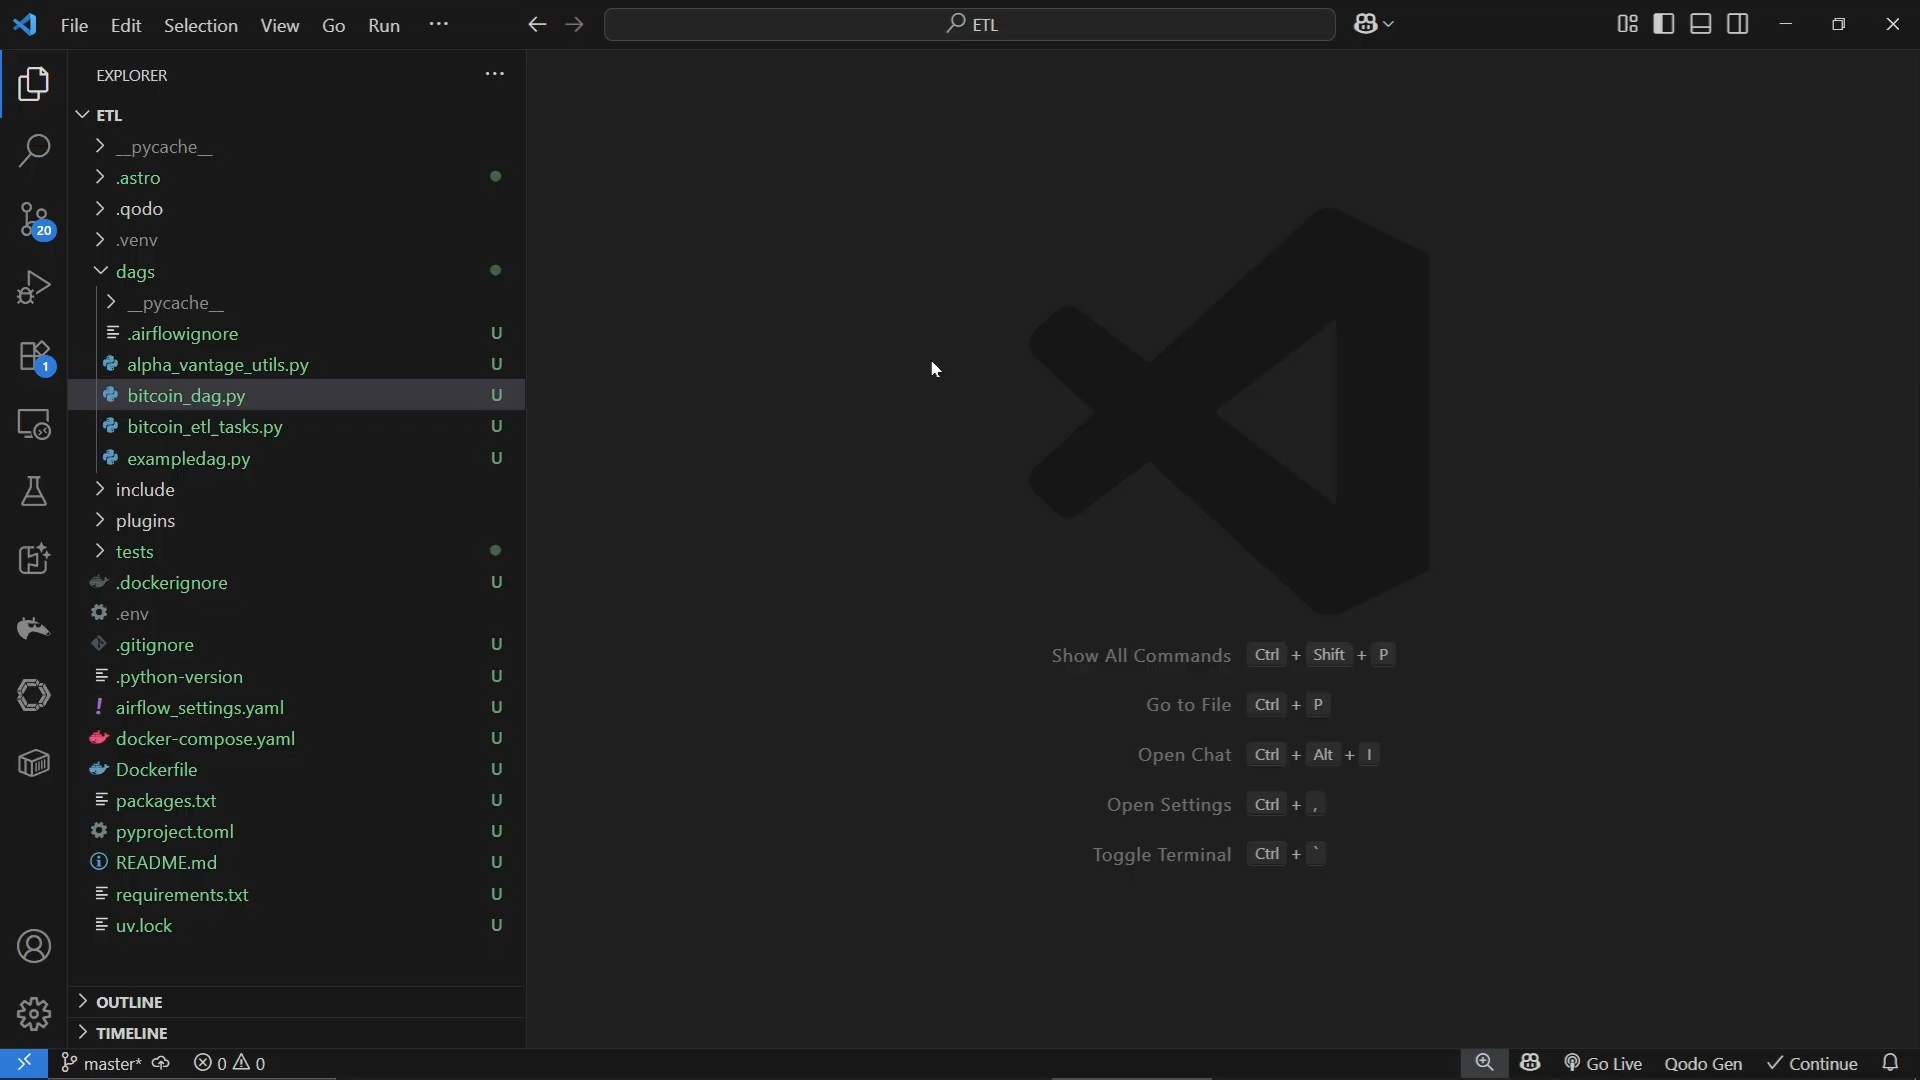 File Edit Selection View Go Run ···
ETL
EXPLORER ···
ETL
__pycache__
.astro
.qodo
.venv
dags
__pycache__
.airflowignore U
alpha_vantage_utils.py U
bitcoin_dag.py U
bitcoin_etl_tasks.py U
exampledag.py U
include
plugins
tests
.dockerignore U
.env
.gitignore U
.python-version U
! airflow_settings.yaml U
docker-compose.yaml U
Dockerfile U
packages.txt U
pyproject.toml U
README.md U
requirements.txt U
uv.lock U
OUTLINE
TIMELINE
20
1
Show All Commands Ctrl + Shift + P
Go to File Ctrl + P
Open Chat Ctrl + Alt + I
Open Settings Ctrl + ,
Toggle Terminal Ctrl + `
master* 0 0 Go Live Qodo Gen Continue